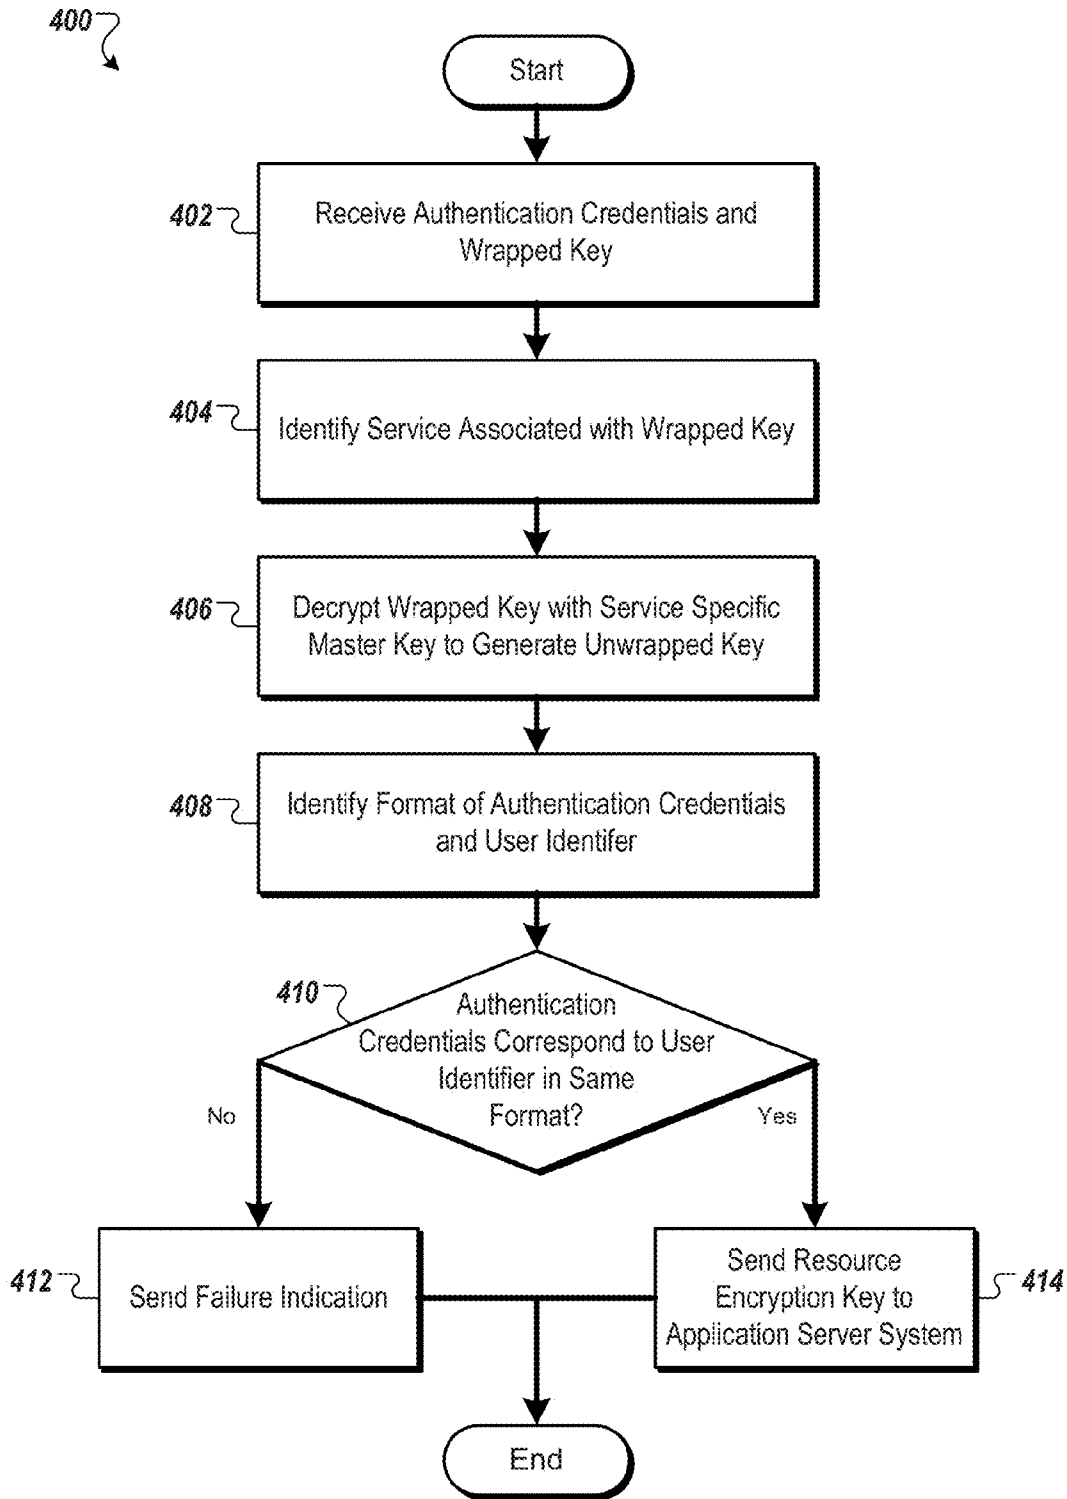 400
Start
402
Receive Authentication Credentials and
Wrapped Key
404
Identify Service Associated with Wrapped Key
406
Decrypt Wrapped Key with Service Specific
Master Key to Generate Unwrapped Key
408
Identify Format of Authentication Credentials
and User Identifer
410
Authentication
Credentials Correspond to User
Identifier in Same
Format?
No
Yes
412
Send Failure Indication
Send Resource
Encryption Key to
Application Server System
414
End